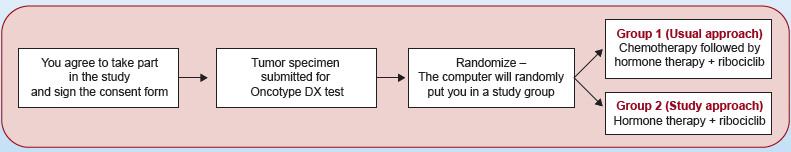 You agree to take part
in the study
and sign the consent form
Tumor specimen
submitted for
Oncotype DX test
Randomize –
The computer will randomly
put you in a study group
Group 1 (Usual approach)
Chemotherapy followed by
hormone therapy + ribociclib
Group 2 (Study approach)
Hormone therapy + ribociclib